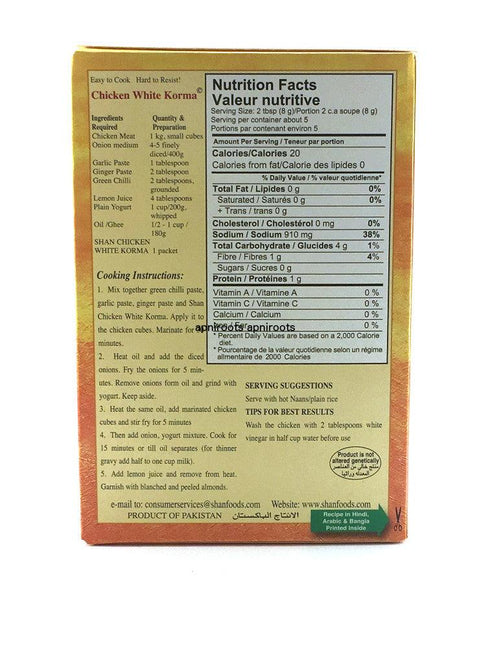 Easy to Cook Hard to Resist!
Chicken White Korma©
Ingredients Required Quantity & Preparation
Chicken Meat 1 kg, small cubes
Onion medium 4-5 finely diced/400g
Garlic Paste 1 tablespoon
Ginger Paste 2 tablespoon
Green Chilli 2 tablespoons, grounded
Lemon Juice 4 tablespoons
Plain Yogurt 1 cup/200g, whipped
Oil /Ghee 1/2 - 1 cup / 180g
SHAN CHICKEN
WHITE KORMA 1 packet
Cooking Instructions:
1. Mix together green chilli paste,
garlic paste, ginger paste and Shan
Chicken White Korma. Apply it to
the chicken cubes. Marinate for
minutes.
2. Heat oil and add the diced
onions. Fry the onions for 5 min-
utes. Remove onions form oil and grind with
yogurt. Keep aside.
3. Heat the same oil, add marinated chicken
cubes and stir fry for 5 minutes
4. Then add onion, yogurt mixture. Cook for
15 minutes or till oil separates (for thinner
gravy add half to one cup milk).
5. Add lemon juice and remove from heat.
Garnish with blanched and peeled almonds.
Nutrition Facts
Valeur nutritive
Serving Size: 2 tbsp (8 g)/Portion 2 c.a soupe (8 g)
Serving per container about 5
Portions par contenant environ 5
Amount Per Serving / Teneur par portion
Calories/Calories 20
Calories from fat/Calorie des lipides 0
% Daily Value / % valeur quotidienne*
Total Fat / Lipides 0 g 0%
Saturated / Saturés 0 g 0%
+ Trans / trans 0 g
Cholesterol / Cholestérol 0 mg 0%
Sodium / Sodium 910 mg 38%
Total Carbohydrate / Glucides 4 g 1%
Fibre / Fibres 1 g 4%
Sugars / Sucres 0 g
Protein / Protéines 1 g
Vitamin A / Vitamine A 0 %
Vitamin C / Vitamine C 0 %
Calcium / Calcium 0 %
Iron / Fer 0 %
apniroots apniroots
* Percent Daily Values are based on a 2,000 Calorie
diet.
* Pourcentage de la valeur quotidienne selon un régime
alimentaire de 2000 Calories
SERVING SUGGESTIONS
Serve with hot Naans/plain rice
TIPS FOR BEST RESULTS
Wash the chicken with 2 tablespoons white
vinegar in half cup water before use
Product is not
altered genetically
منتج خالي من العناصر
المعدله وراثيا
e-mail to: consumerservices@shanfoods.com Website: www.shanfoods.com
PRODUCT OF PAKISTAN الانتاج الباكستان
Recipe in Hindi,
Arabic & Bangla
Printed Inside